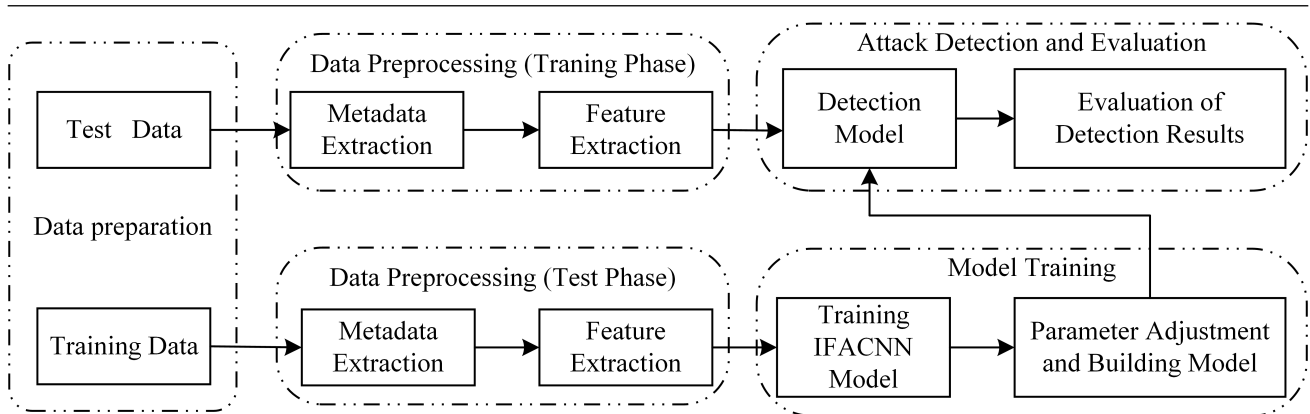 Attack Detection and Evaluation
Data Preprocessing (Traning Phase)
Test Data
Metadata
Extraction
Feature
Extraction
Detection
Model
Evaluation of
Detection Results
Data preparation
Data Preprocessing (Test Phase)
Model Training
Training Data
Metadata
Extraction
Feature
Extraction
Training
IFACNN
Model
Parameter Adjustment
and Building Model